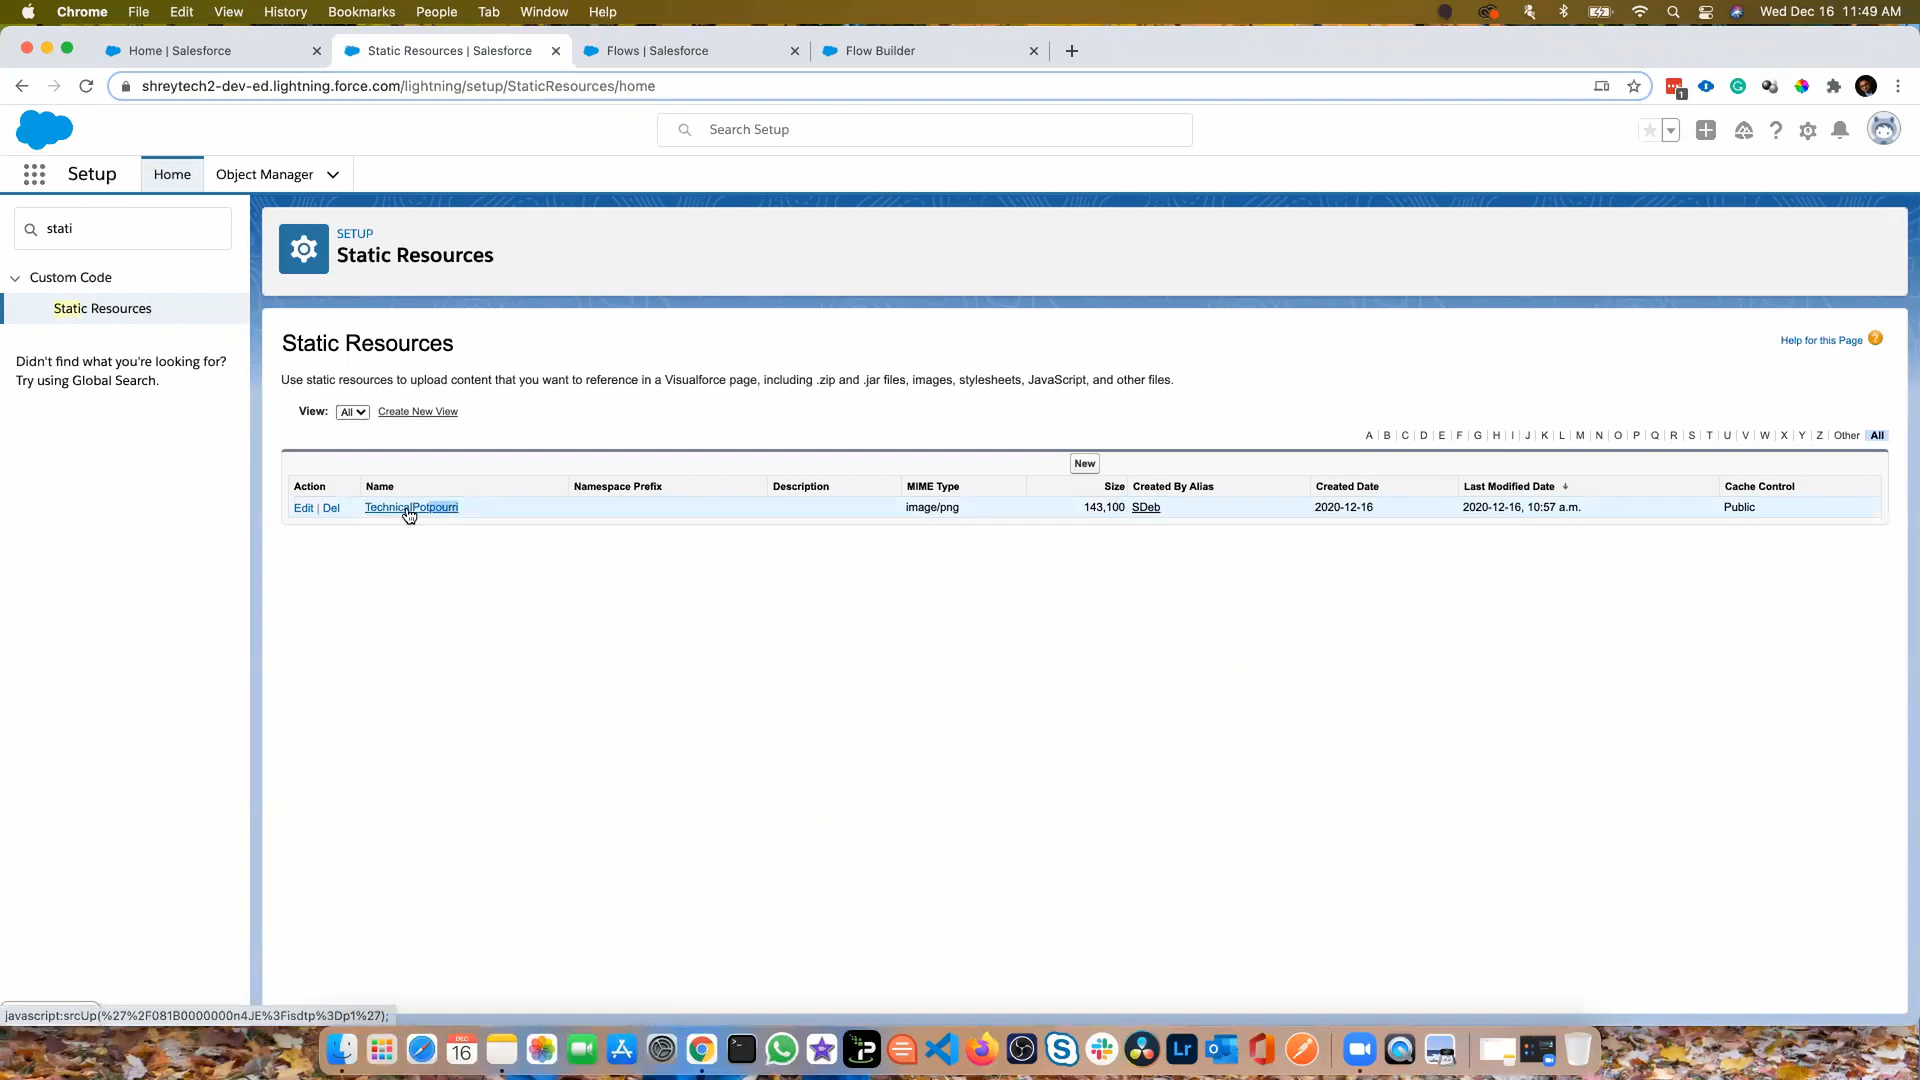 Chrome File Edit View History Bookmarks People Tab Window Help Wed Dec 16 11:49 AM
Home | Salesforce Static Resources | Salesforce Flows | Salesforce Flow Builder
shreytech2-dev-ed.lightning.force.com/lightning/setup/StaticResources/home
1
Search Setup
Setup Home Object Manager
stati
Custom Code
Static Resources
Didn't find what you're looking for?
Try using Global Search.
SETUP
Static Resources
Static Resources
Help for this Page
Use static resources to upload content that you want to reference in a Visualforce page, including .zip and .jar files, images, stylesheets, JavaScript, and other files.
View: All Create New View
A | B | C | D | E | F | G | H | I | J | K | L | M | N | O | P | Q | R | S | T | U | V | W | X | Y | Z | Other | All
New
Action Name Namespace Prefix Description MIME Type Size Created By Alias Created Date Last Modified Date Cache Control
Edit | Del TechnicalPotpourri image/png 143,100 SDeb 2020-12-16 2020-12-16, 10:57 a.m. Public
javascript:srcUp(%27%2F081B0000000n4JE%3Fisdtp%3Dp1%27);
DEC
16
Lr